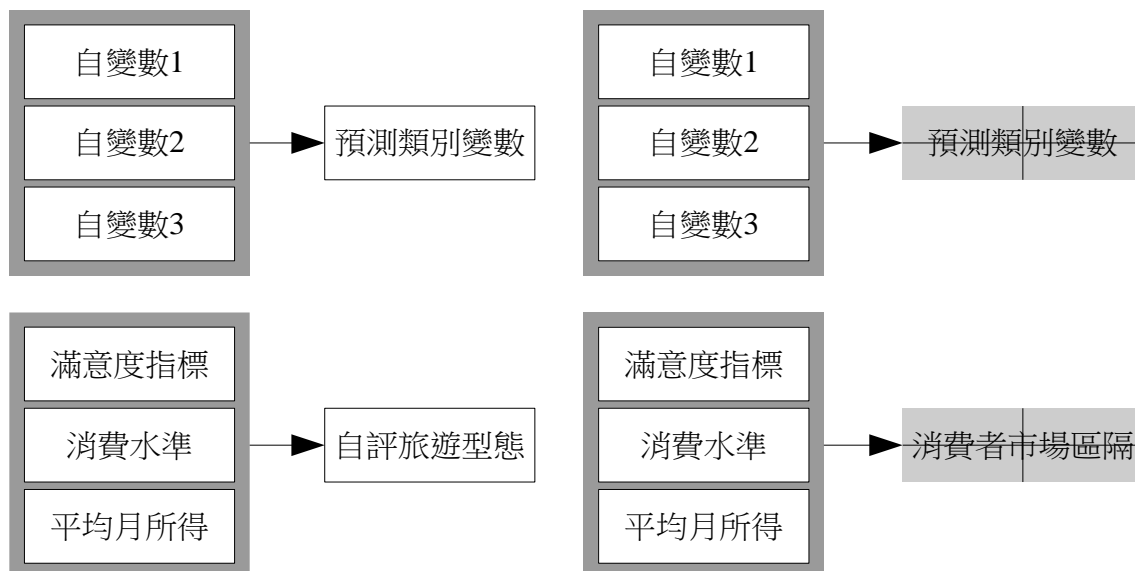 自變數1
自變數2
自變數3
預測類別變數
自變數1
自變數2
自變數3
預測類別變數
滿意度指標
消費水準
平均月所得
自評旅遊型態
滿意度指標
消費水準
平均月所得
消費者市場區隔